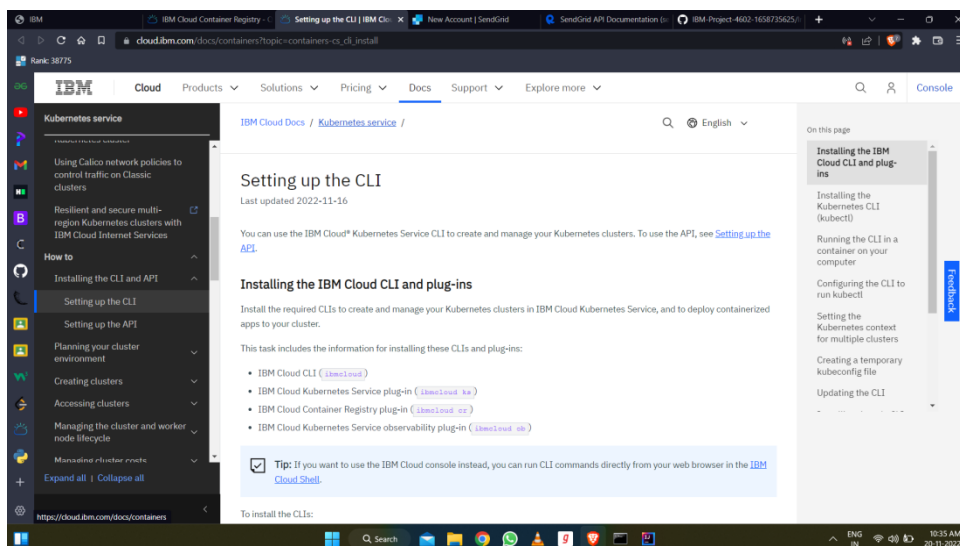 IBM
IBM Cloud Container Registry - C
Setting up the CLI | IBM Clo
New Account | SendGrid
SendGrid API Documentation (s
IBM-Project-4602-1658735625/
cloud.ibm.com/docs/containers?topic=containers-cs_cli_install
Rank: 38775
IBM Cloud Products Solutions Pricing Docs Support Explore more Console
Kubernetes service
Kubernetes cluster
Using Calico network policies to
control traffic on Classic
clusters
Resilient and secure multi-
region Kubernetes clusters with
IBM Cloud Internet Services
How to
Installing the CLI and API
Setting up the CLI
Setting up the API
Planning your cluster
environment
Creating clusters
Accessing clusters
Managing the cluster and worker
node lifecycle
Managing cluster costs
Expand all | Collapse all
https://cloud.ibm.com/docs/containers
IBM Cloud Docs / Kubernetes service /
English
Setting up the CLI
Last updated 2022-11-16
You can use the IBM Cloud® Kubernetes Service CLI to create and manage your Kubernetes clusters. To use the API, see Setting up the
API.
Installing the IBM Cloud CLI and plug-ins
Install the required CLIs to create and manage your Kubernetes clusters in IBM Cloud Kubernetes Service, and to deploy containerized
apps to your cluster.
This task includes the information for installing these CLIs and plug-ins:
• IBM Cloud CLI ( ibmcloud )
• IBM Cloud Kubernetes Service plug-in ( ibmcloud ks )
• IBM Cloud Container Registry plug-in ( ibmcloud cr )
• IBM Cloud Kubernetes Service observability plug-in ( ibmcloud ob )
Tip: If you want to use the IBM Cloud console instead, you can run CLI commands directly from your web browser in the IBM
Cloud Shell.
To install the CLIs:
On this page
Installing the IBM
Cloud CLI and plug-
ins
Installing the
Kubernetes CLI
(kubectl)
Running the CLI in a
container on your
computer
Configuring the CLI to
run kubectl
Setting the
Kubernetes context
for multiple clusters
Creating a temporary
kubeconfig file
Updating the CLI
Feedback
Q Search
ENG
IN
10:35 AM
20-11-2022